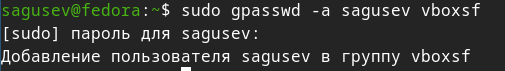 sagusev@fedora:~$ sudo gpasswd -a sagusev vboxsf
[sudo] пароль для sagusev:
Добавление пользователя sagusev в группу vboxsf